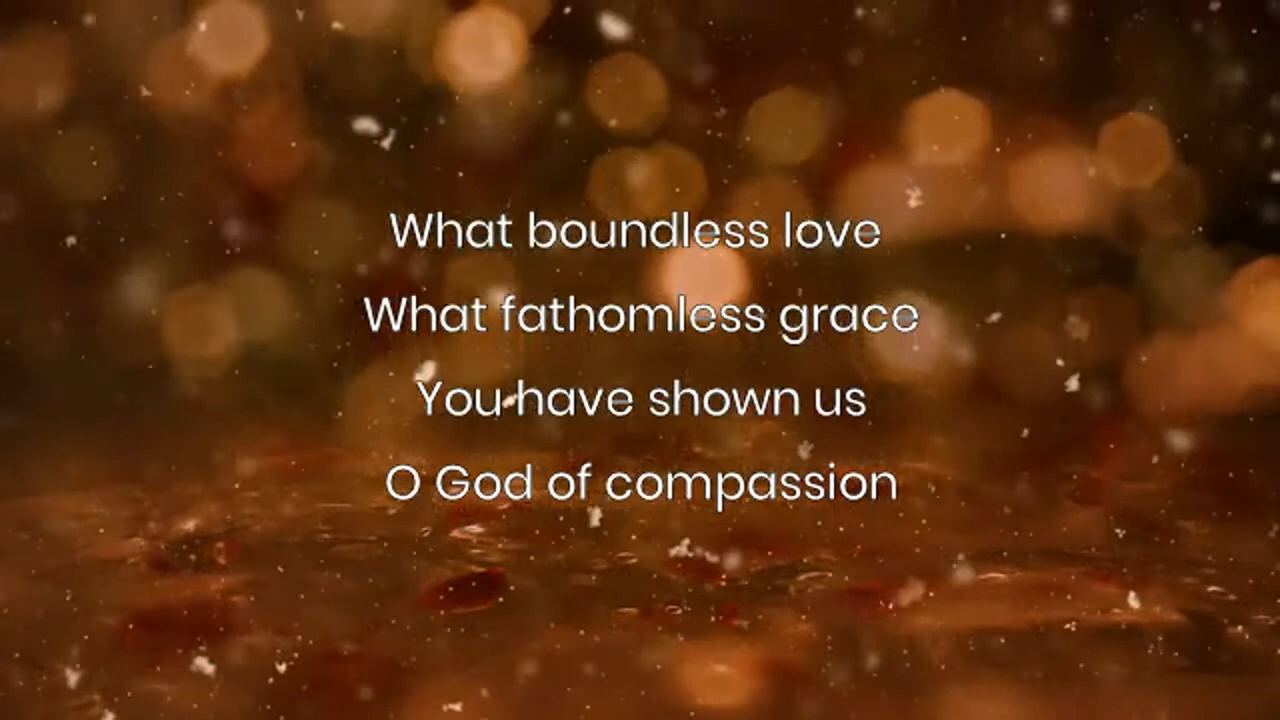 What boundless love
What fathomless grace
You have shown us
O God of compassion